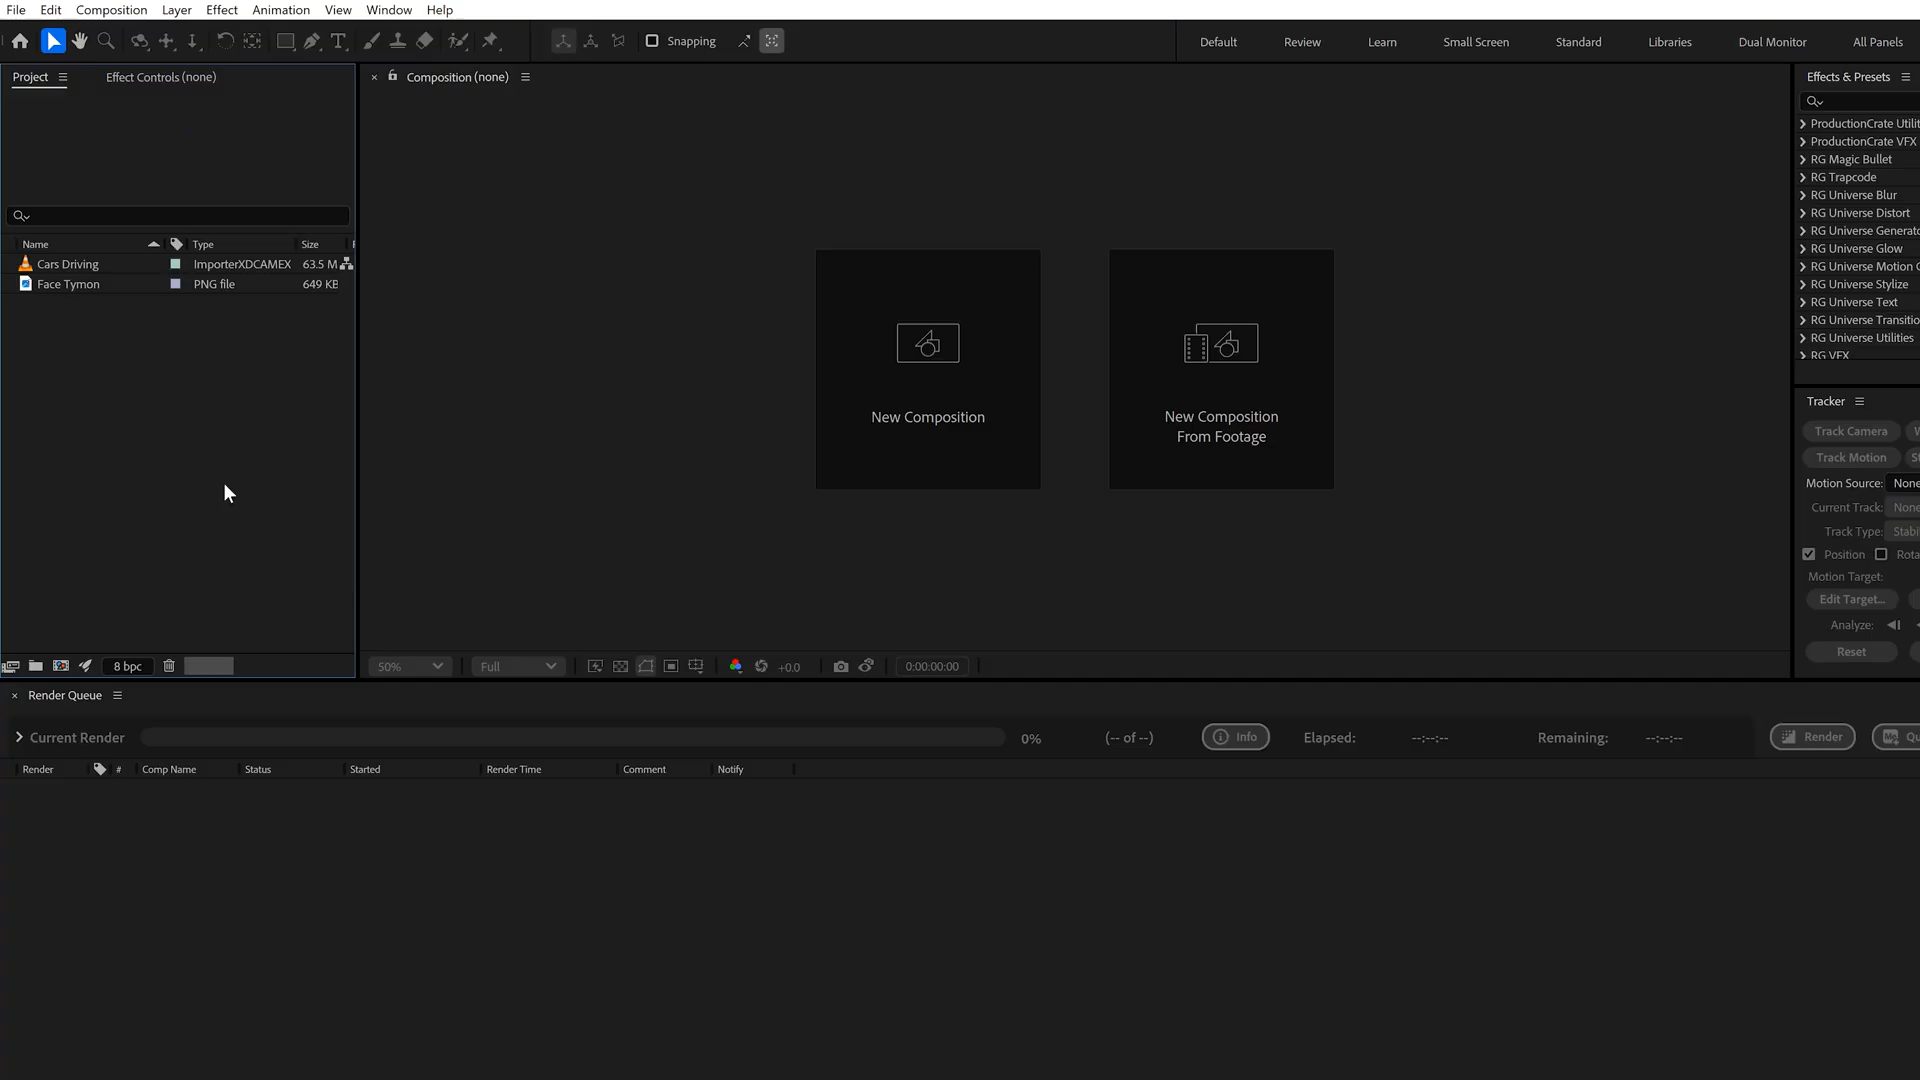 File Edit Composition Layer Effect Animation View Window Help
Snapping
Default Review Learn Small Screen Standard Libraries Dual Monitor All Panels
Project Effect Controls (none)
Composition (none)
Effects & Presets
Name Type Size
Cars Driving ImporterXDCAMEX 63.5 M
Face Tymon PNG file 649 KB
New Composition
New Composition
From Footage
ProductionCrate Utilit
ProductionCrate VFX
RG Magic Bullet
RG Trapcode
RG Universe Blur
RG Universe Distort
RG Universe Generato
RG Universe Glow
RG Universe Motion
RG Universe Stylize
RG Universe Text
RG Universe Transitio
RG Universe Utilities
RG VFX
Tracker
Track Camera W
Track Motion St
Motion Source: None
Current Track: None
Track Type: Stabi
Position Rota
Motion Target:
Edit Target...
Analyze:
Reset
8 bpc
50% Full +0.0 0:00:00:00
Render Queue
Current Render 0% (-- of --) Info Elapsed: --:--:-- Remaining: --:--:-- Render Qu
Render # Comp Name Status Started Render Time Comment Notify